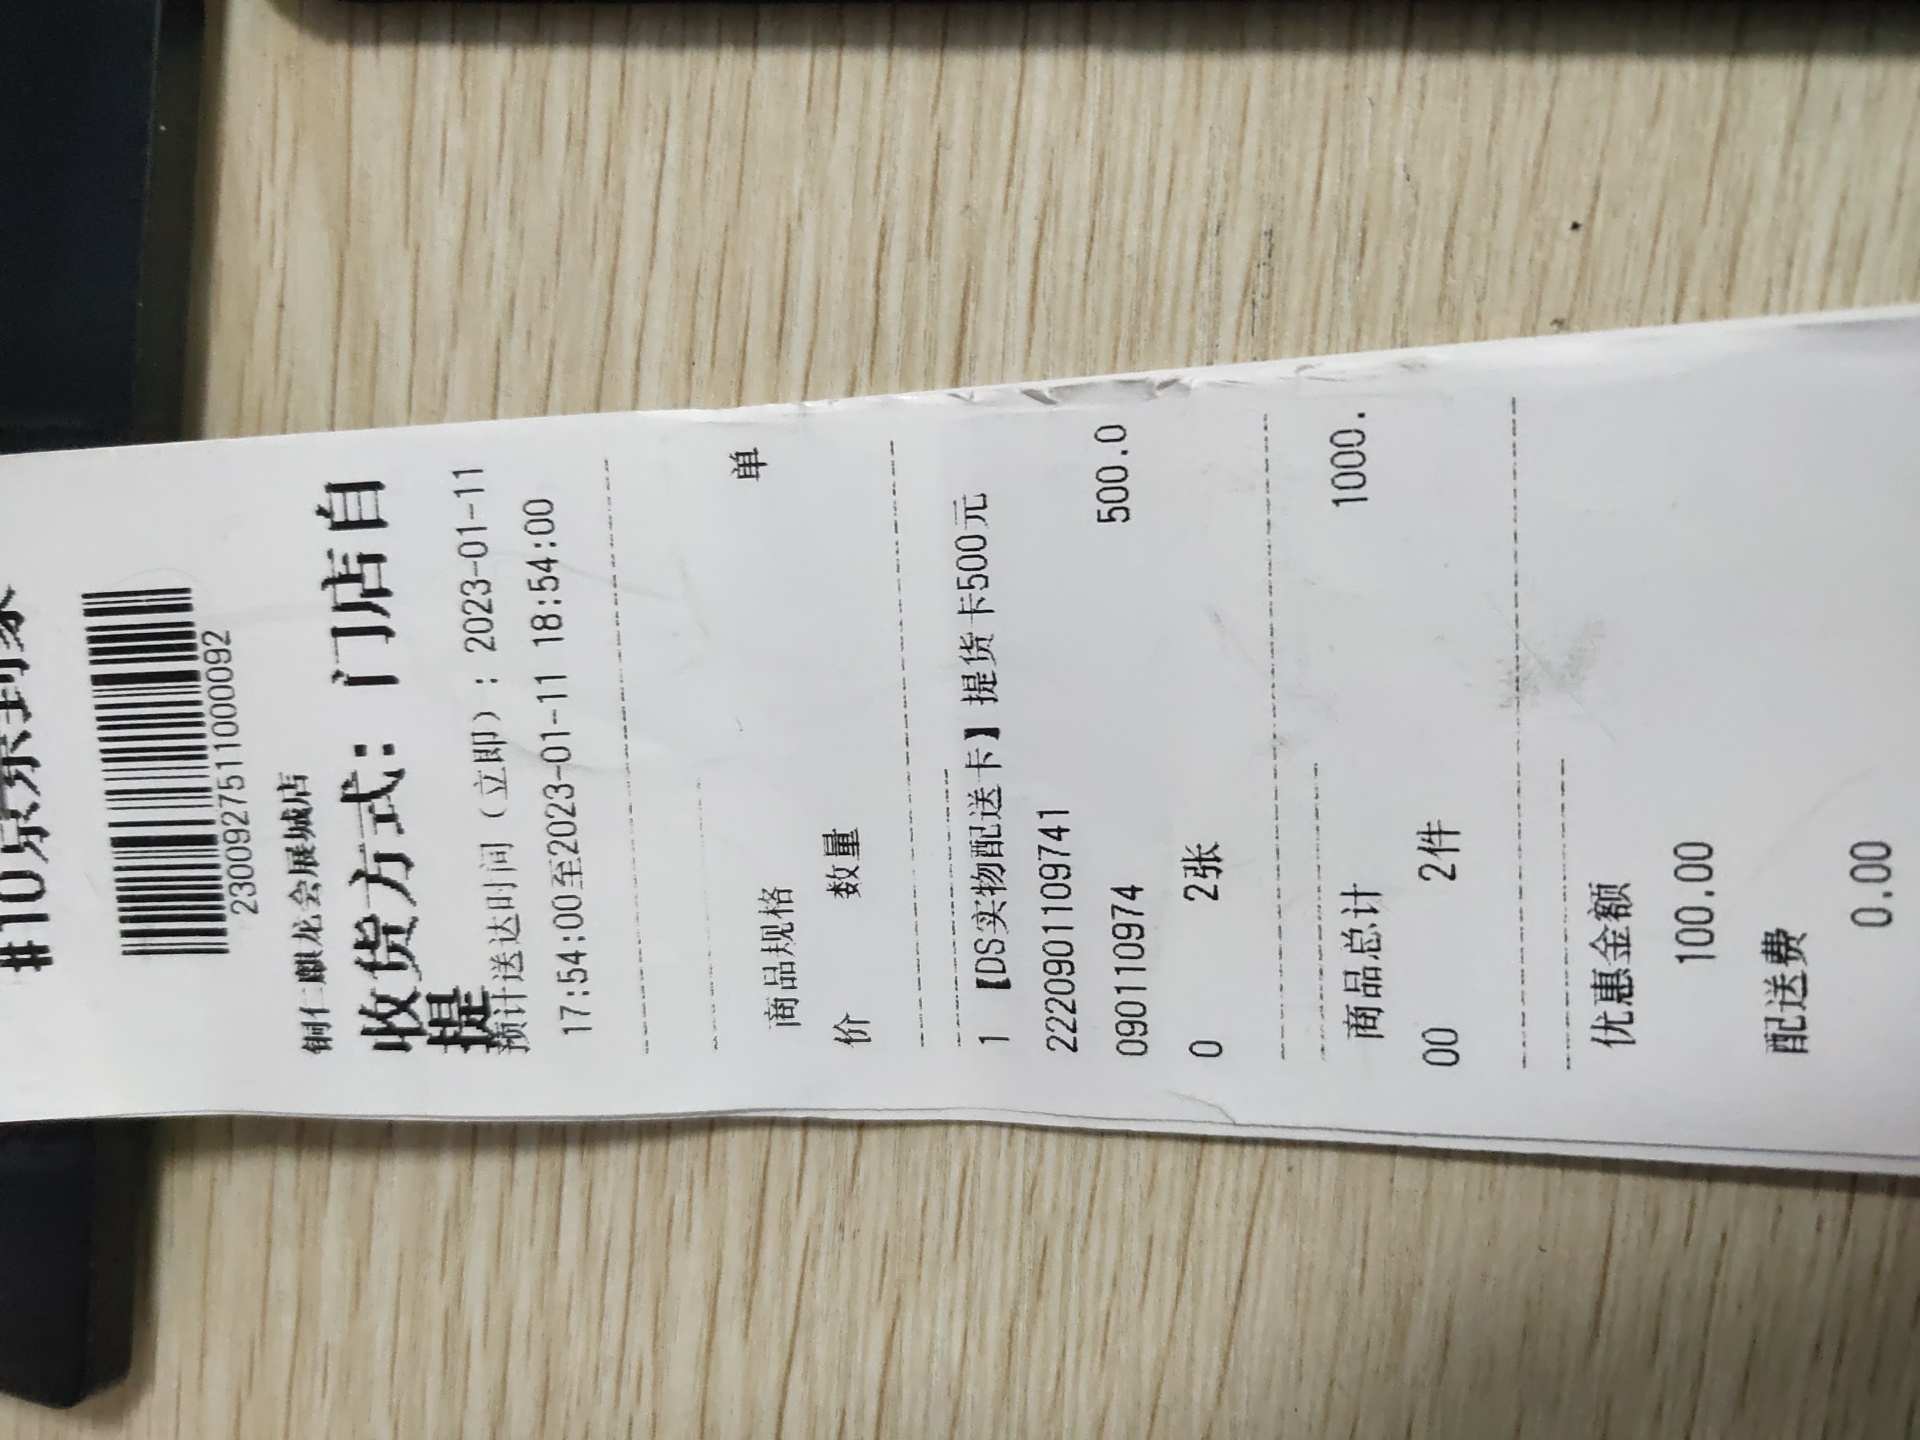 #10京东到家
2300927511000092
铜仁麒龙会展城店
收货方式：门店自
提
预计送达时间（立即）：2023-01-11
17:54:00至2023-01-11 18:54:00
单
商品规格
价 数量
1 【DS实物配送卡】提货卡500元
2220901109741
090110974 500.0
0 2张
商品总计 1000.
00 2件
优惠金额
100.00
配送费
0.00